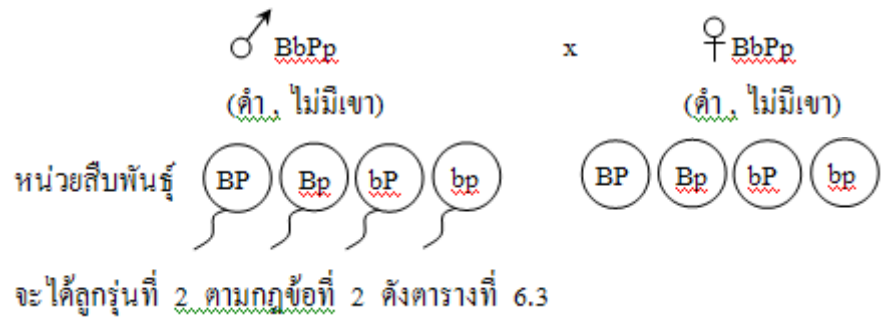 ♂ BbPp x ♀ BbPp
(ดำ , ไม่มีเขา) (ดำ , ไม่มีเขา)
หน่วยสืบพันธุ์ BP Bp bP bp BP Bp bP bp
จะได้ลูกรุ่นที่ 2 ตามกฎข้อที่ 2 ดังตารางที่ 6.3